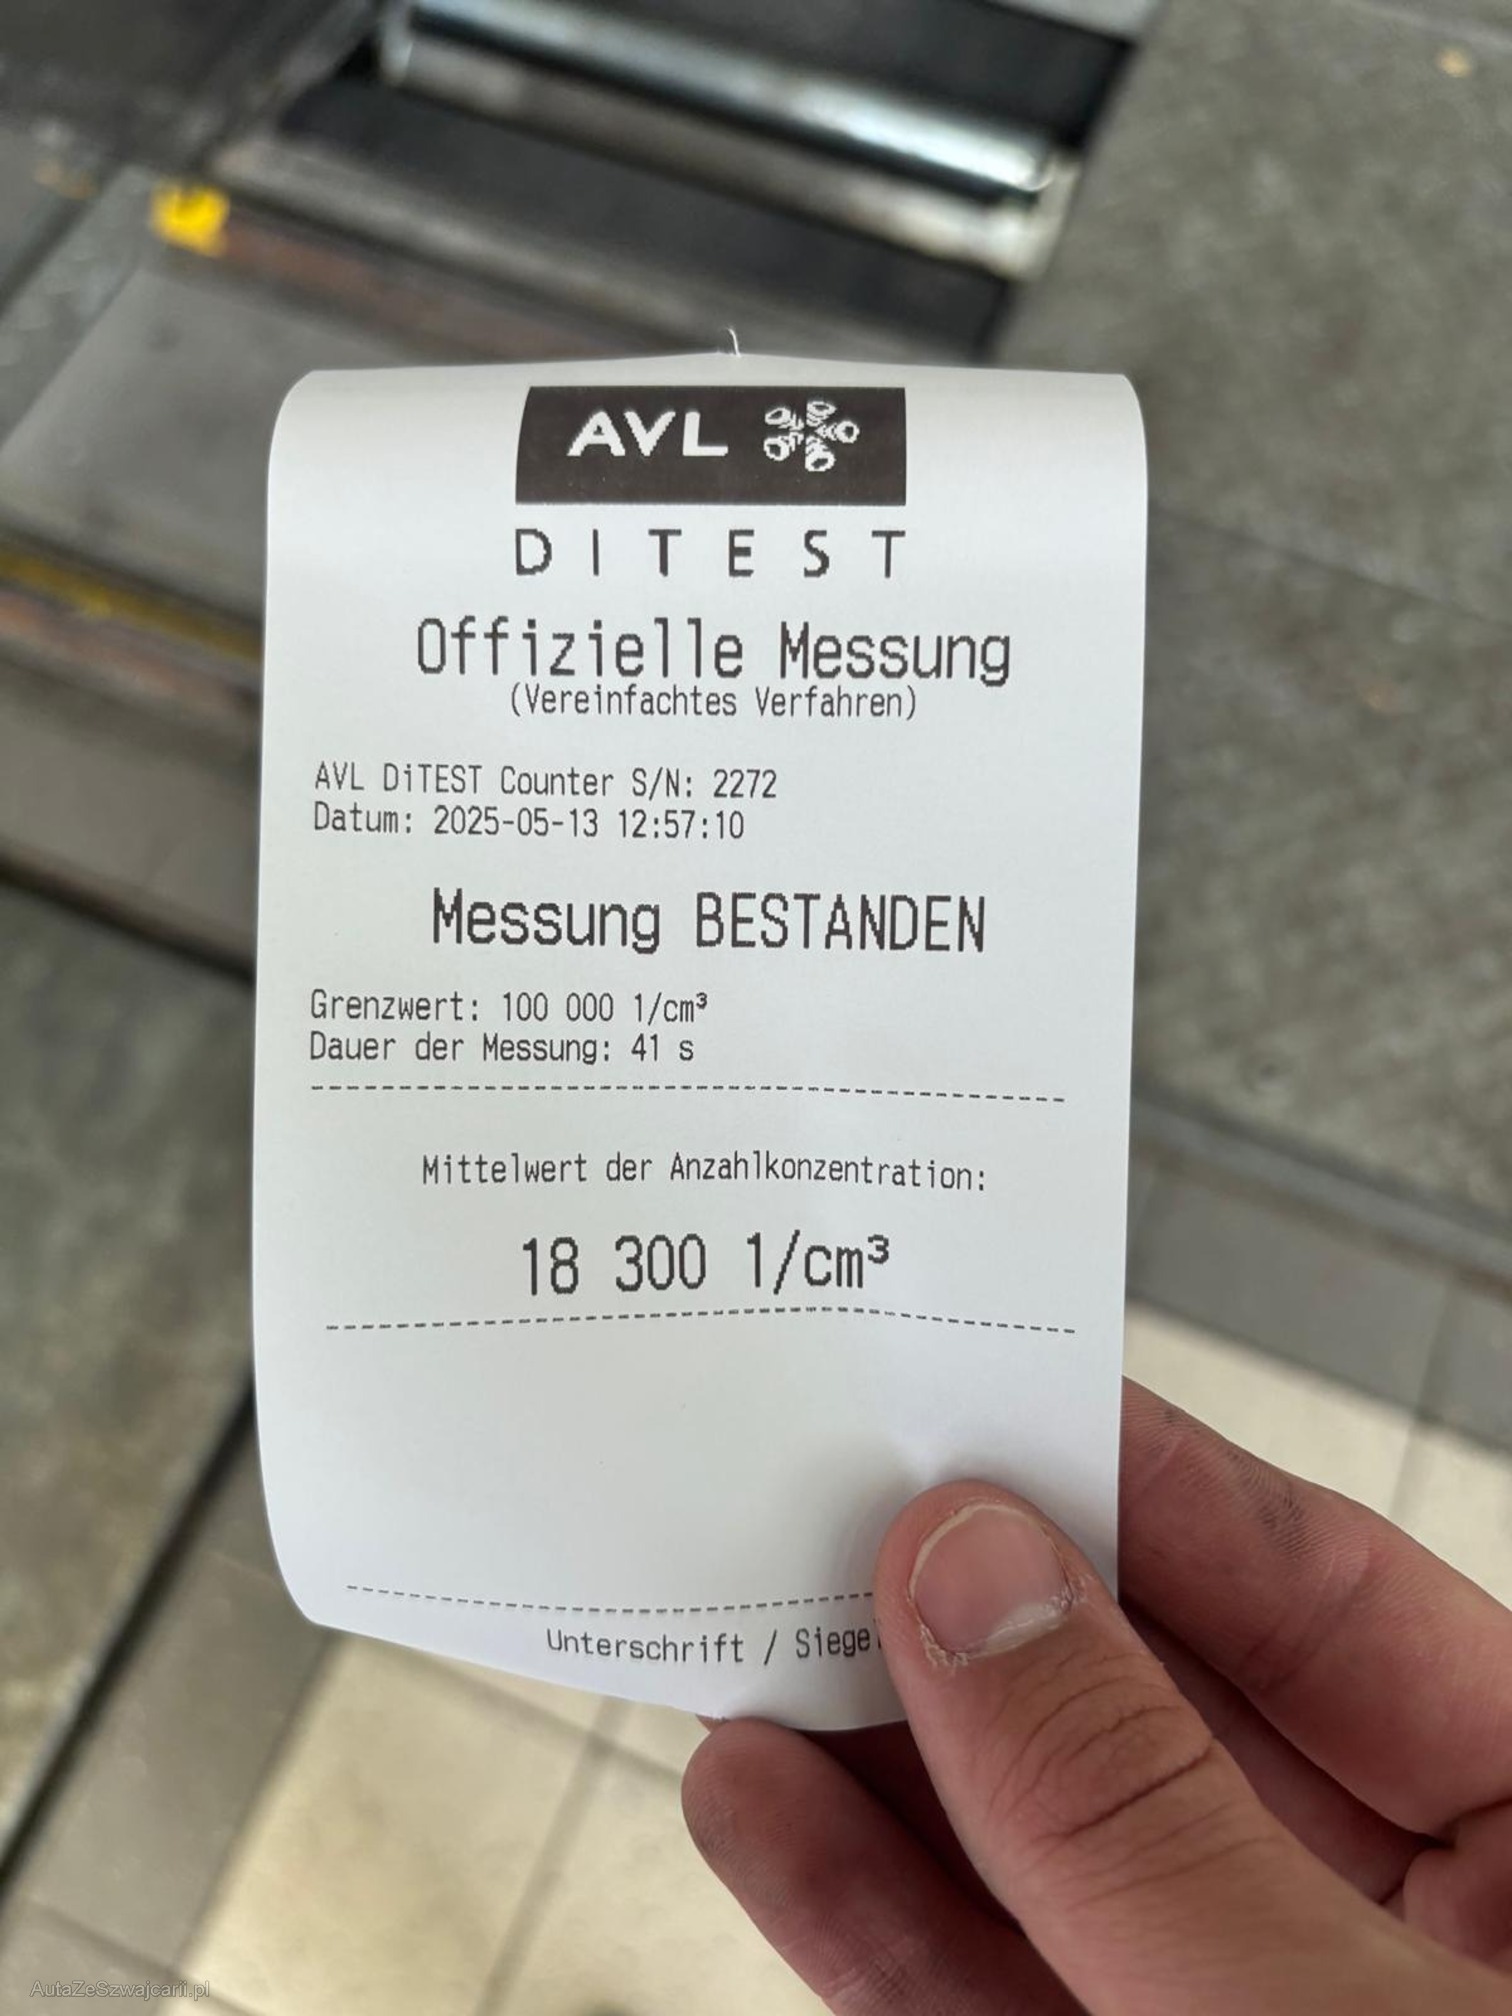 AVL
DITEST
Offizielle Messung
(Vereinfachtes Verfahren)
AVL DiTEST Counter S/N: 2272
Datum: 2025-05-13 12:57:10
Messung BESTANDEN
Grenzwert: 100 000 1/cm³
Dauer der Messung: 41 s
Mittelwert der Anzahlkonzentration:
18 300 1/cm³
Unterschrift / Siegel
AutaZeSzwajcarii.pl